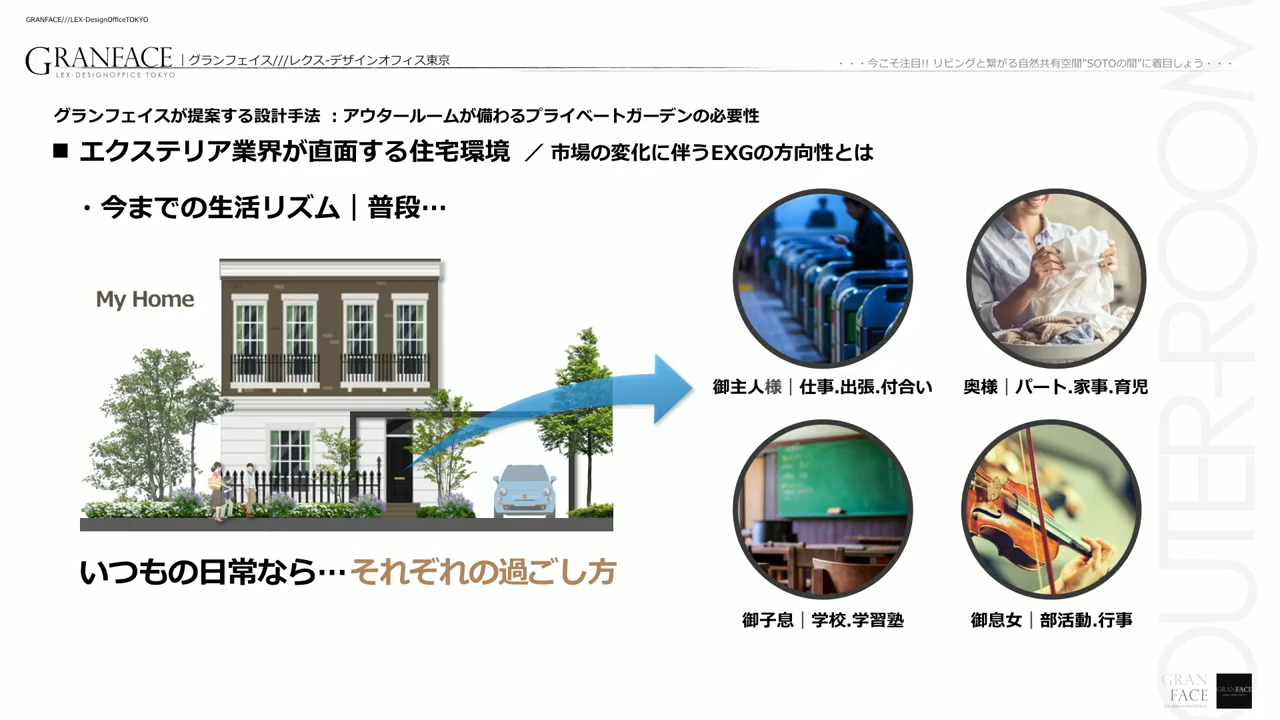 GRANFACE///LEX-DesignOfficeTOKYO
GRANFACE
LEX-DESIGNOFFICE TOKYO
｜グランフェイス///レクス-デザインオフィス東京
・・・今こそ注目!! リビングと繋がる自然共有空間“SOTOの間”に着目しょう・・・
グランフェイスが提案する設計手法 ：アウタールームが備わるプライベートガーデンの必要性
■ エクステリア業界が直面する住宅環境 ／ 市場の変化に伴うEXGの方向性とは
・今までの生活リズム｜普段…
My Home
御主人様｜仕事.出張.付合い
奥様｜パート.家事.育児
御子息｜学校.学習塾
御息女｜部活動.行事
いつもの日常なら…それぞれの過ごし方
OUTER-ROOM
GRAN
FACE
GRANFACE